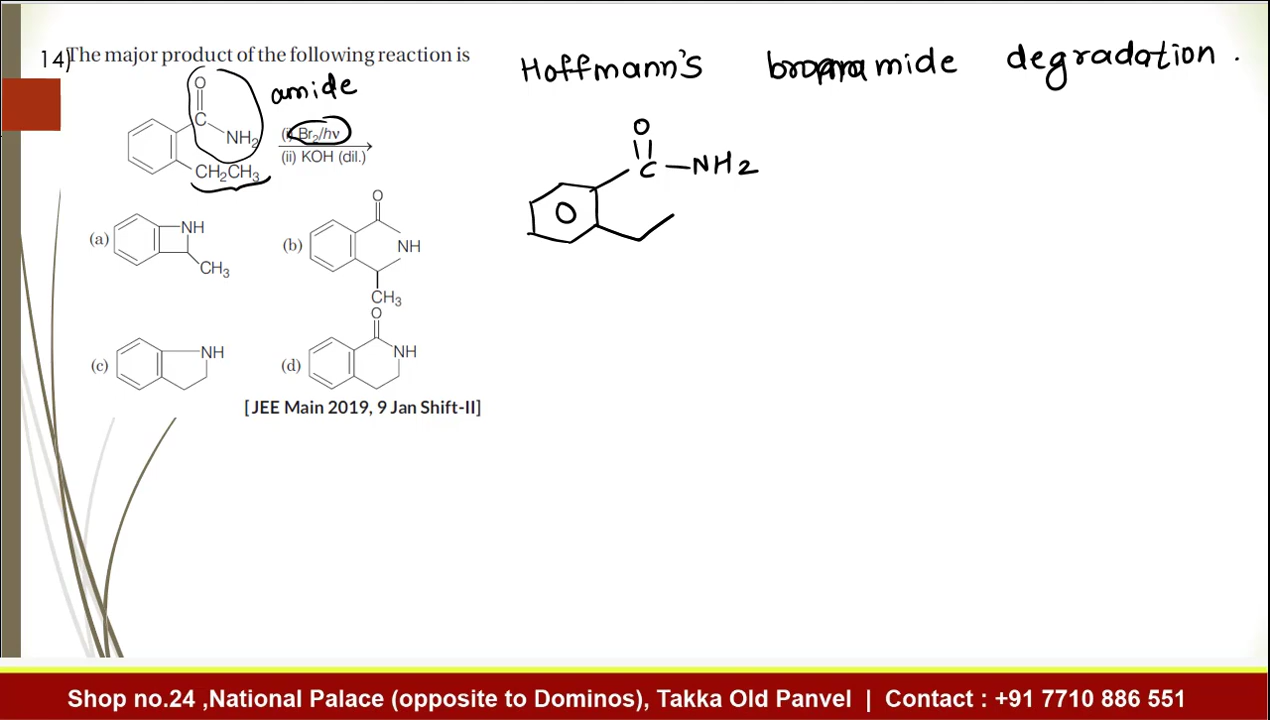 14)The major product of the following reaction is
Hoffmann's bromamide degradation.
O
C
NH2
CH2CH3
amide
(i) Br2/hν
(ii) KOH (dil.)
O
C-NH2
(a)
NH
CH3
(b)
O
NH
CH3
(c)
NH
(d)
O
NH
[JEE Main 2019, 9 Jan Shift-II]
Shop no.24 ,National Palace (opposite to Dominos), Takka Old Panvel | Contact : +91 7710 886 551